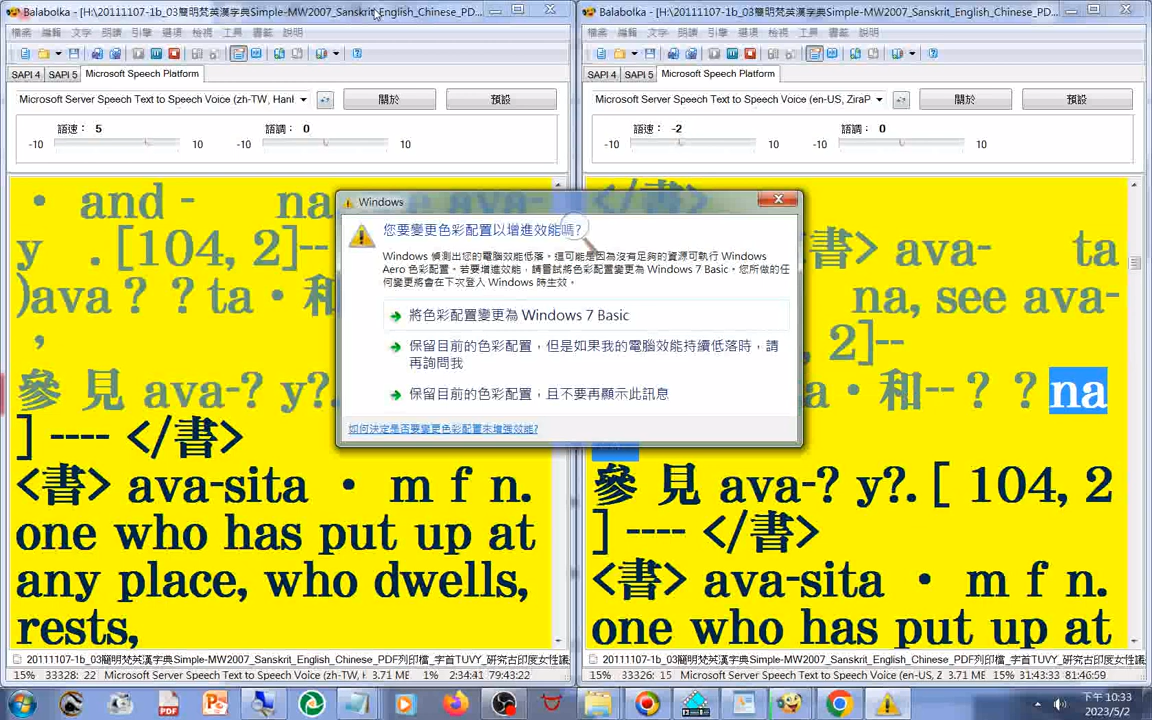 Balabolka - [H:\20111107-1b_03簡明梵英漢字典Simple-MW2007_Sanskrit_English_Chinese_PD...
檔案 編輯 文字 朗讀 引擎 選項 檢視 工具 書籤 說明
SAPI 4 SAPI 5 Microsoft Speech Platform
Microsoft Server Speech Text to Speech Voice (zh-TW, Hanl
關於 預設
語速： 5 語調： 0
-10 10 -10 10
• and - na
y . [104, 2]--
)ava ? ? ta • 和
，
參 見 ava-? y?.
] ---- </書>
<書> ava-sita • m f n.
one who has put up at
any place, who dwells,
rests,
20111107-1b_03簡明梵英漢字典Simple-MW2007_Sanskrit_English_Chinese_PDF列印檔_字首TUVY_研究古印度女性議
15% 33328: 22 Microsoft Server Speech Text to Speech Voice (zh-TW, H 3.71 MB 1% 2:34:41 79:43:22
Balabolka - [H:\20111107-1b_03簡明梵英漢字典Simple-MW2007_Sanskrit_English_Chinese_PD...
檔案 編輯 文字 朗讀 引擎 選項 檢視 工具 書籤 說明
SAPI 4 SAPI 5 Microsoft Speech Platform
Microsoft Server Speech Text to Speech Voice (en-US, ZiraP
關於 預設
語速： -2 語調： 0
-10 10 -10 10
</書>
書> ava- ta
na, see ava-
, 2]--
a • 和-- ? ? na
參 見 ava-? y?. [ 104, 2
] ---- </書>
<書> ava-sita • m f n.
one who has put up at
20111107-1b_03簡明梵英漢字典Simple-MW2007_Sanskrit_English_Chinese_PDF列印檔_字首TUVY_研究古印度女性議
15% 33328: 15 Microsoft Server Speech Text to Speech Voice (en-US, Z 3.71 MB 15% 31:43:33 81:46:59
Windows
您要變更色彩配置以增進效能嗎?
Windows 偵測出您的電腦效能低落。這可能是因為沒有足夠的資源可執行 Windows
Aero 色彩配置。若要增進效能，請嘗試將色彩配置變更為 Windows 7 Basic。您所做的任
何變更將會在下次登入 Windows 時生效。
將色彩配置變更為 Windows 7 Basic
保留目前的色彩配置，但是如果我的電腦效能持續低落時，請
再詢問我
保留目前的色彩配置，且不要再顯示此訊息
如何決定是否要變更色彩配置來增強效能?
下午 10:33
2023/5/2